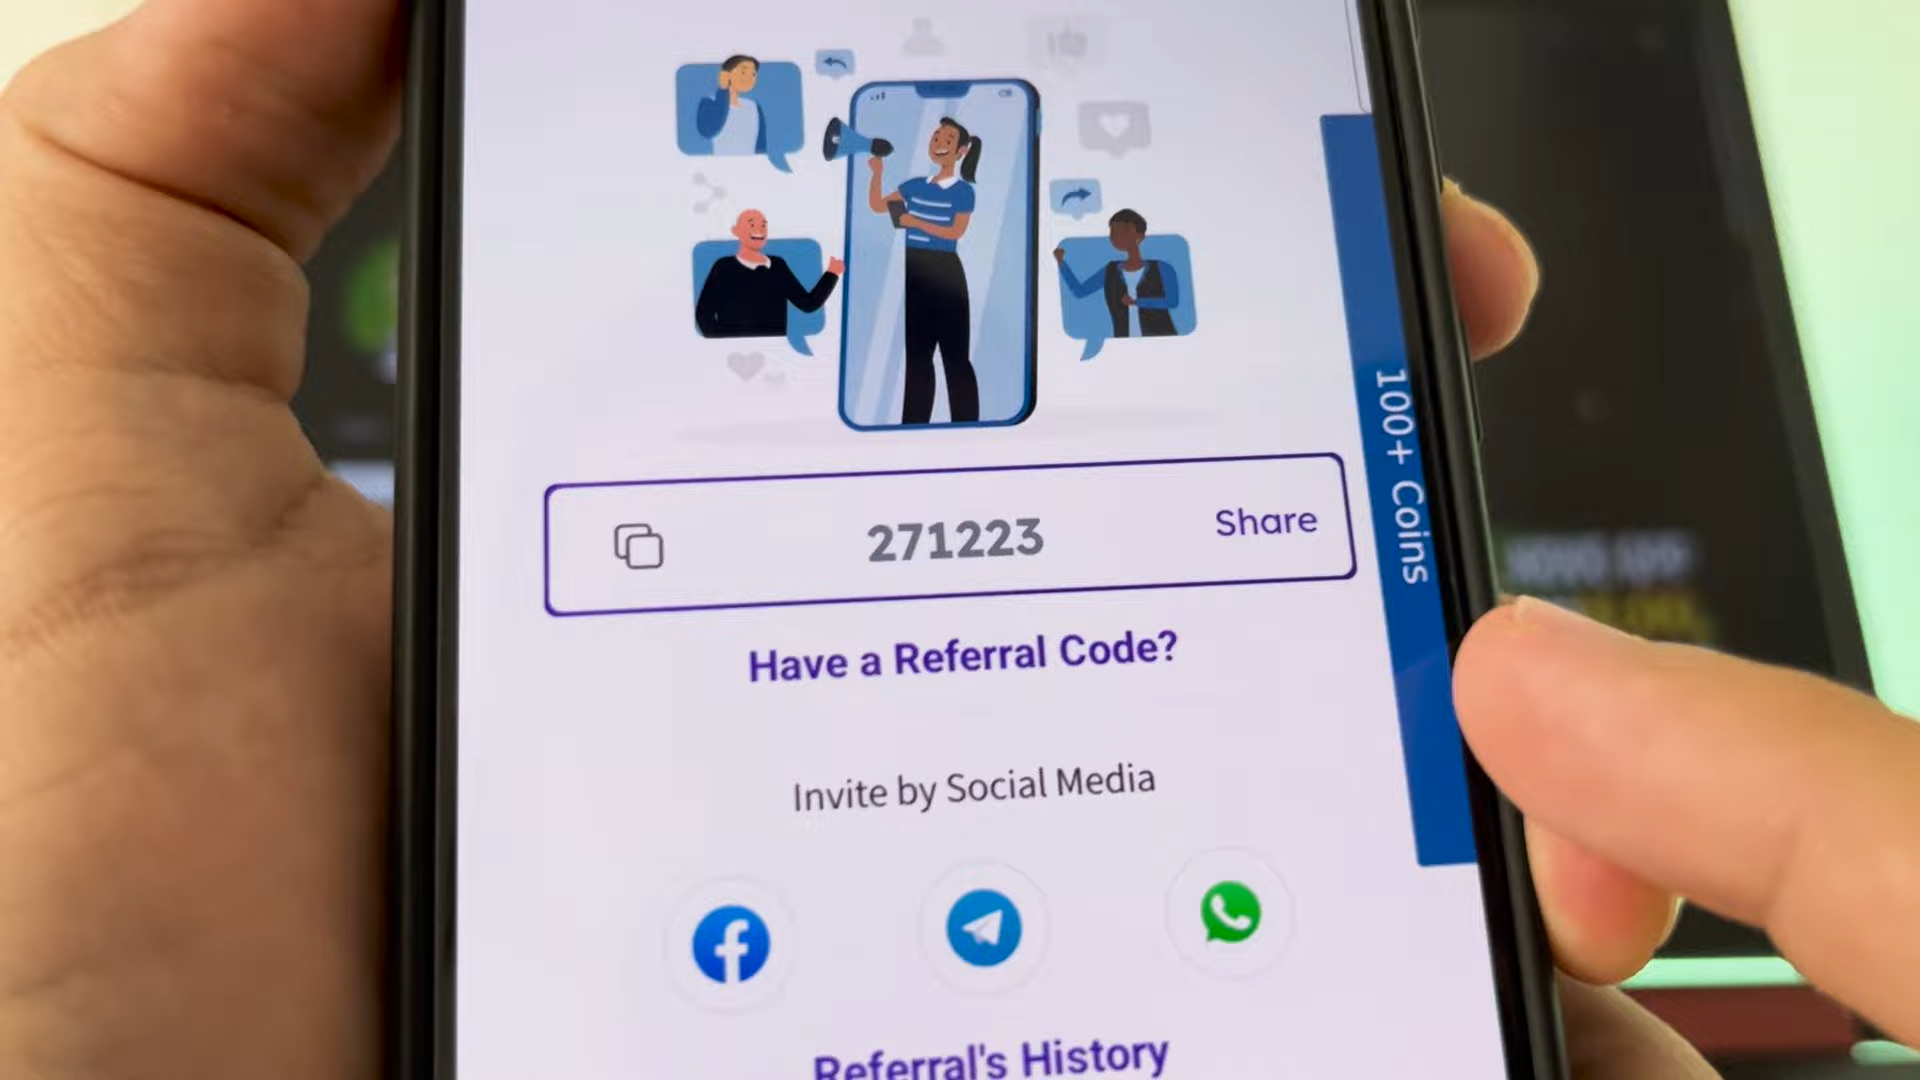 271223
Share
100+ Coins
Have a Referral Code?
Invite by Social Media
Referral's History